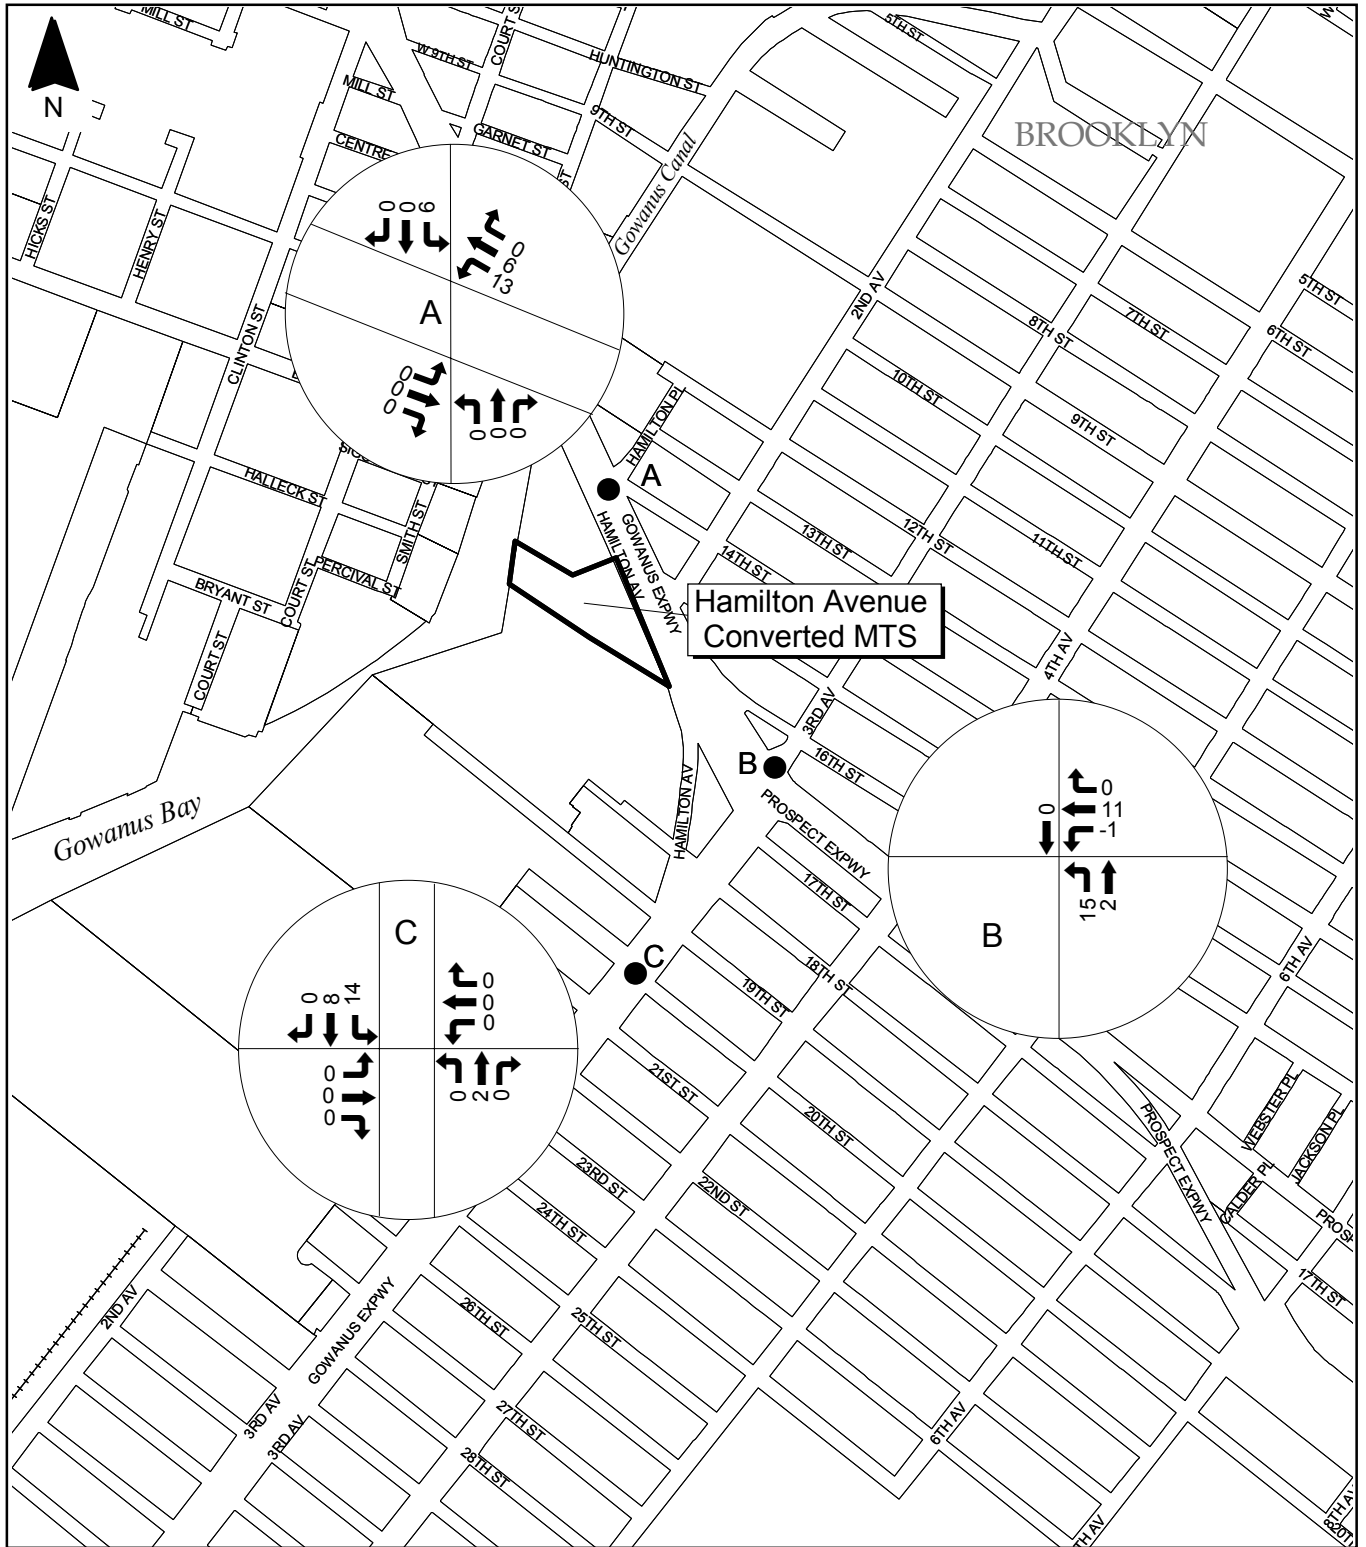 MILL ST
COURT S
W 9TH ST
HUNTINGTON ST
5TH ST
N
MILL ST
9TH ST
GARNET ST
CENTRE
BROOKLYN
Gowanus Canal
HICKS ST
HENRY ST
CLINTON ST
ST
0
0
6
0
6
13
A
0
0
0
0
0
0
2ND AV
5TH ST
7TH ST
6TH ST
8TH ST
10TH ST
9TH ST
HAMILTON PL
A
HALLECK ST
SMITH ST
HAMILTON AV
GOWANUS EXPWY
13TH ST
12TH ST
11TH ST
14TH ST
PERCIVAL ST
BRYANT ST
COURT ST
COURT ST
Hamilton Avenue
Converted MTS
4TH AV
3RD AV
B
16TH ST
HAMILTON AV
PROSPECT EXPWY
Gowanus Bay
0
0
11
-1
15
2
B
17TH ST
C
C
18TH ST
19TH ST
6TH AV
0
8
14
0
0
0
0
0
0
0
2
0
21ST ST
20TH ST
PROSPECT EXPWY
WEBSTER PL
JACKSON PL
CALDER PL
PROS
17TH ST
23RD ST
22ND ST
24TH ST
2ND AV
GOWANUS EXPWY
26TH ST
25TH ST
3RD AV
3RD AV
27TH ST
28TH ST
6TH AV
TH AV
8TH AV
20T